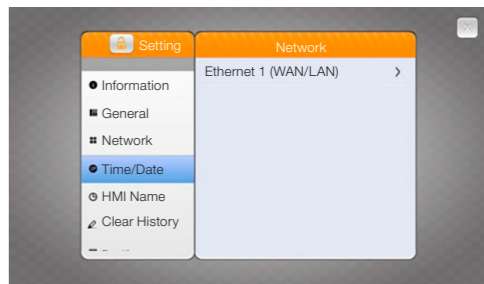 Setting
Network
Ethernet 1 (WAN/LAN)
Information
General
Network
Time/Date
HMI Name
Clear History